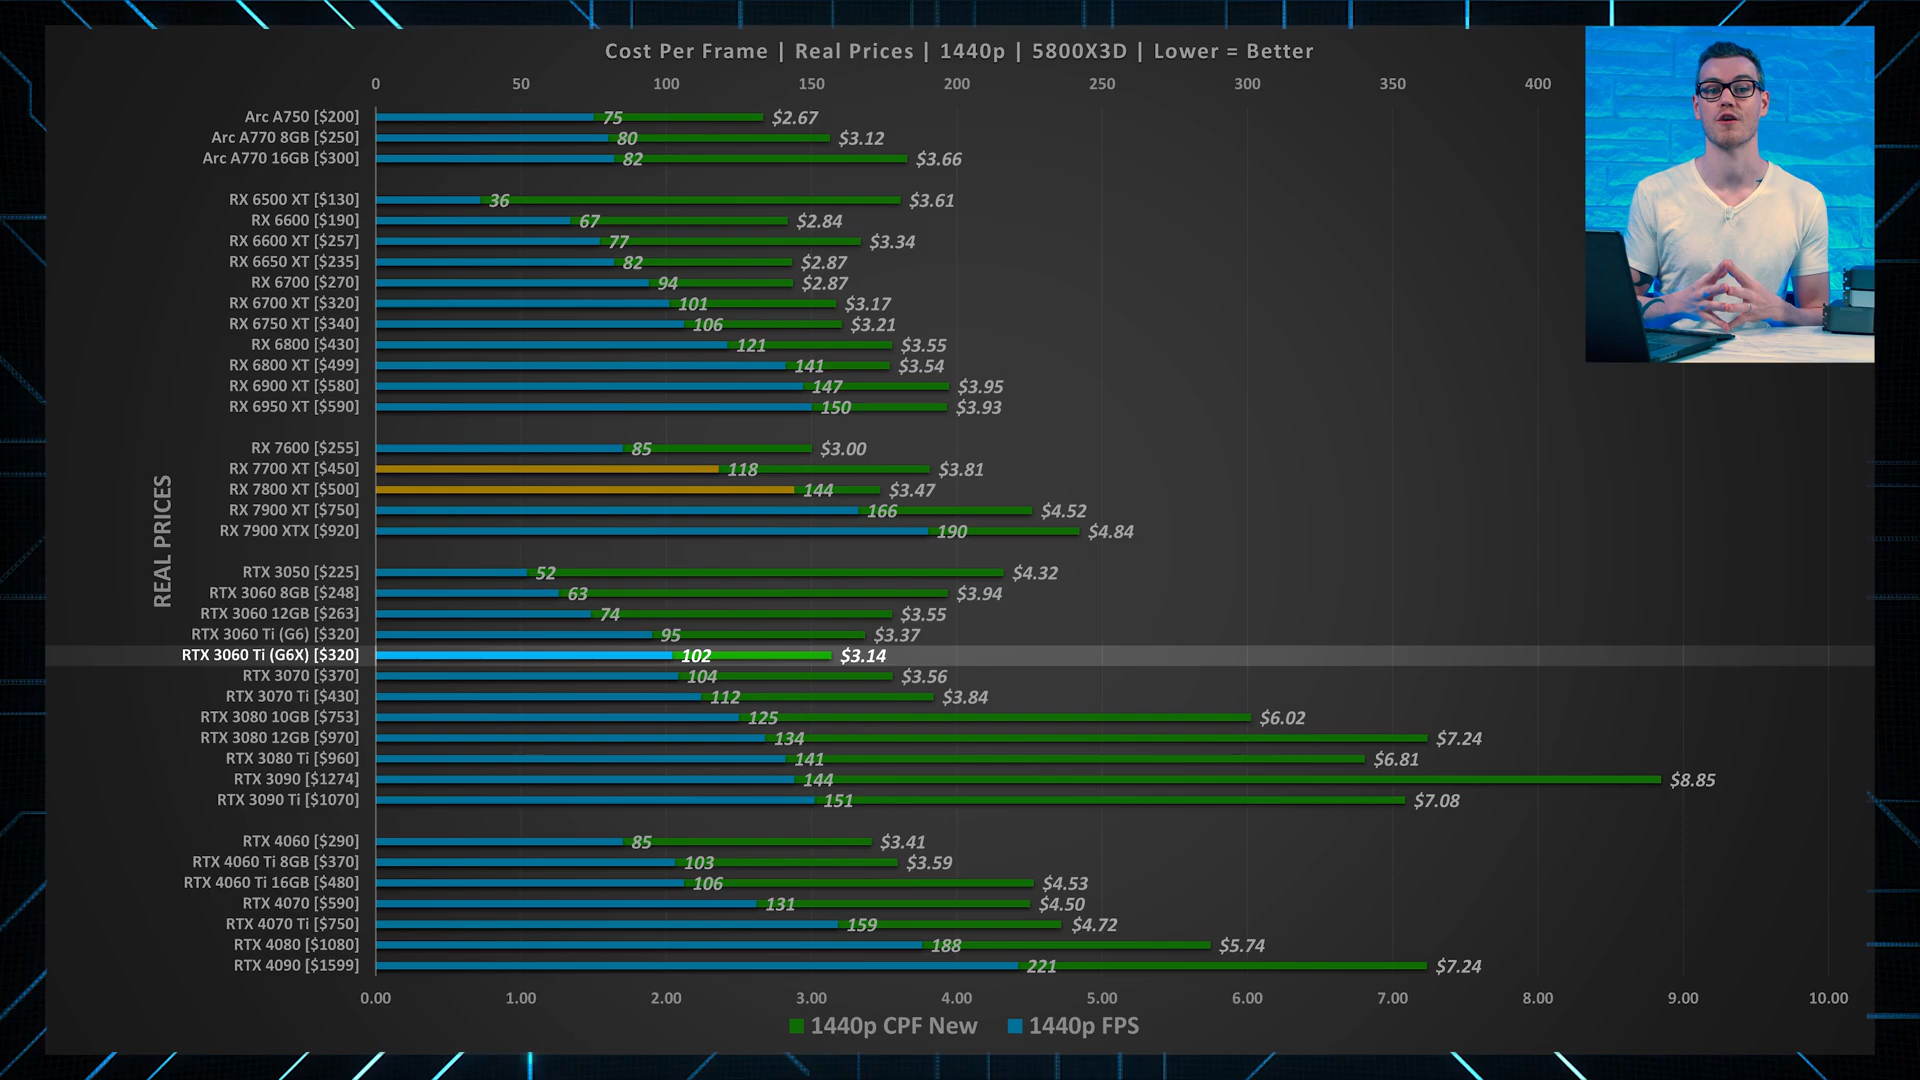 Cost Per Frame | Real Prices | 1440p | 5800X3D | Lower = Better
0 50 100 150 200 250 300 350 400
REAL PRICES
Arc A750 [$200] 75 $2.67
Arc A770 8GB [$250] 80 $3.12
Arc A770 16GB [$300] 82 $3.66
RX 6500 XT [$130] 36 $3.61
RX 6600 [$190] 67 $2.84
RX 6600 XT [$257] 77 $3.34
RX 6650 XT [$235] 82 $2.87
RX 6700 [$270] 94 $2.87
RX 6700 XT [$320] 101 $3.17
RX 6750 XT [$340] 106 $3.21
RX 6800 [$430] 121 $3.55
RX 6800 XT [$499] 141 $3.54
RX 6900 XT [$580] 147 $3.95
RX 6950 XT [$590] 150 $3.93
RX 7600 [$255] 85 $3.00
RX 7700 XT [$450] 118 $3.81
RX 7800 XT [$500] 144 $3.47
RX 7900 XT [$750] 166 $4.52
RX 7900 XTX [$920] 190 $4.84
RTX 3050 [$225] 52 $4.32
RTX 3060 8GB [$248] 63 $3.94
RTX 3060 12GB [$263] 74 $3.55
RTX 3060 Ti (G6) [$320] 95 $3.37
RTX 3060 Ti (G6X) [$320] 102 $3.14
RTX 3070 [$370] 104 $3.56
RTX 3070 Ti [$430] 112 $3.84
RTX 3080 10GB [$753] 125 $6.02
RTX 3080 12GB [$970] 134 $7.24
RTX 3080 Ti [$960] 141 $6.81
RTX 3090 [$1274] 144 $8.85
RTX 3090 Ti [$1070] 151 $7.08
RTX 4060 [$290] 85 $3.41
RTX 4060 Ti 8GB [$370] 103 $3.59
RTX 4060 Ti 16GB [$480] 106 $4.53
RTX 4070 [$590] 131 $4.50
RTX 4070 Ti [$750] 159 $4.72
RTX 4080 [$1080] 188 $5.74
RTX 4090 [$1599] 221 $7.24
0.00 1.00 2.00 3.00 4.00 5.00 6.00 7.00 8.00 9.00 10.00
1440p CPF New 1440p FPS